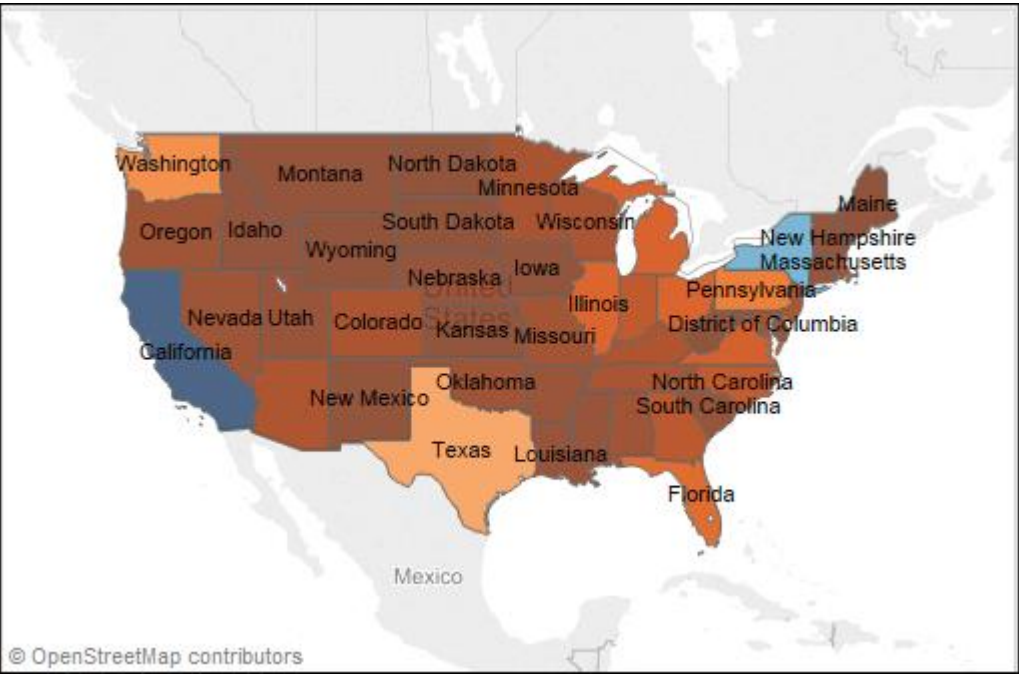 Washington
Montana
North Dakota
Minnesota
Maine
Oregon
Idaho
South Dakota
Wisconsin
New Hampshire
Wyoming
Massachusetts
Nebraska
Iowa
United
States
Illinois
Pennsylvania
Nevada
Utah
Colorado
Kansas
Missouri
District of Columbia
California
New Mexico
Oklahoma
North Carolina
South Carolina
Texas
Louisiana
Florida
Mexico
© OpenStreetMap contributors